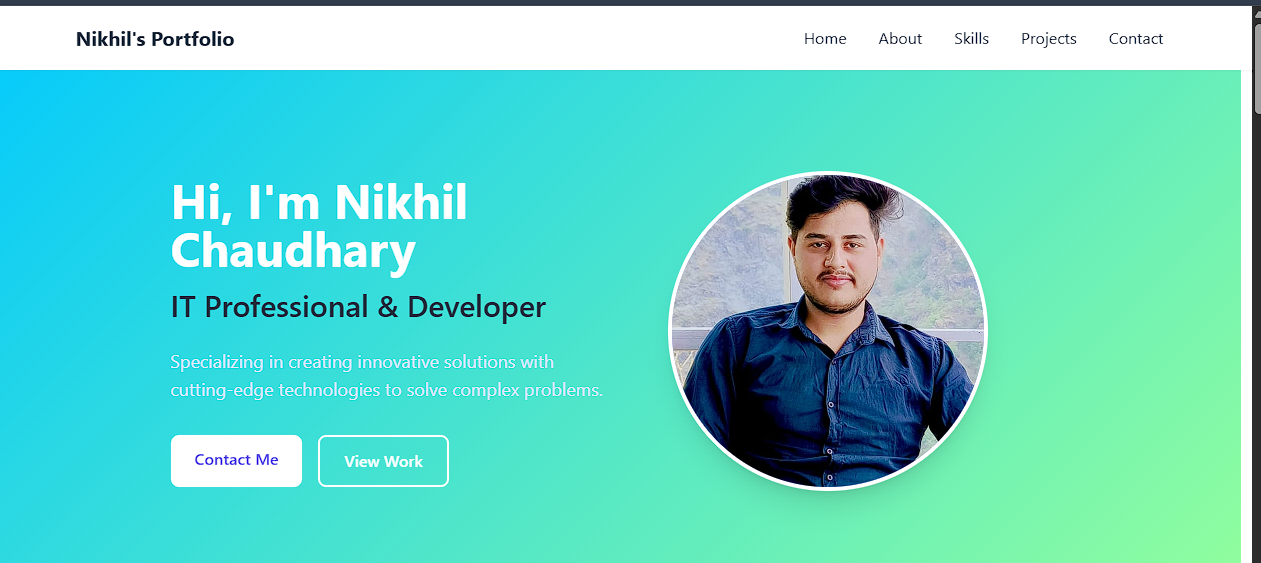 Nikhil's Portfolio
Home About Skills Projects Contact
Hi, I'm Nikhil
Chaudhary
IT Professional & Developer
Specializing in creating innovative solutions with
cutting-edge technologies to solve complex problems.
Contact Me View Work